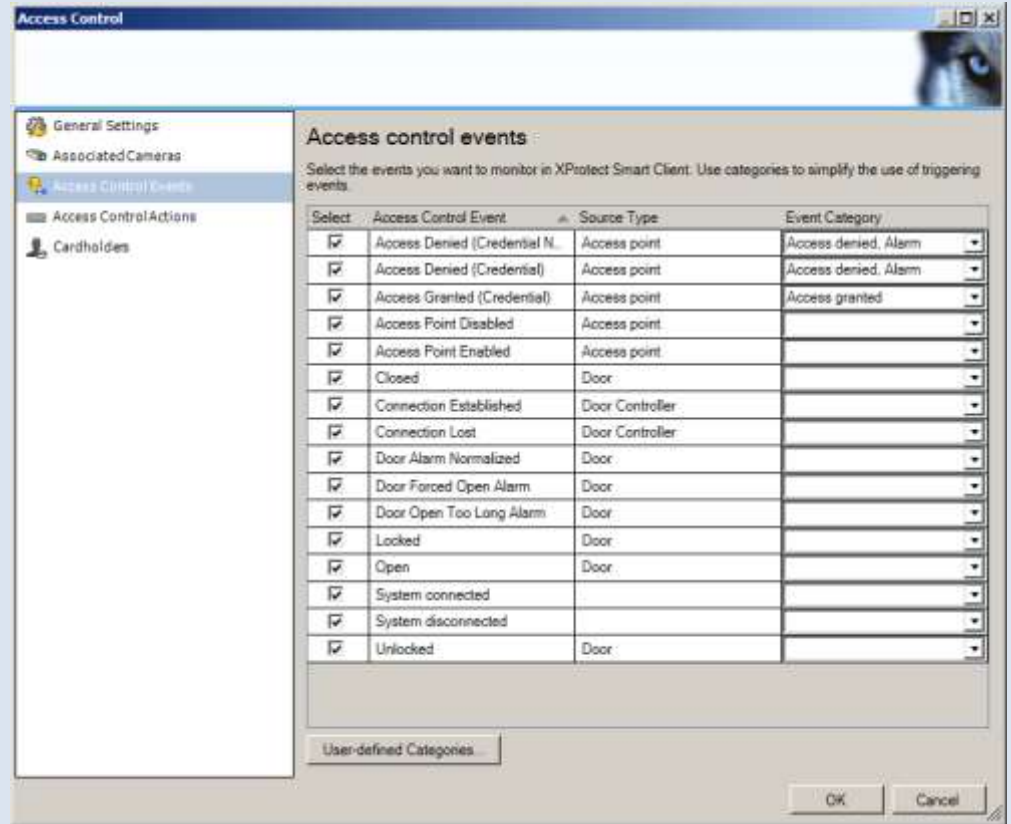 Access Control
General Settings
Associated Cameras
Access Control Events
Access Control Actions
Cardholders
Access control events
Select the events you want to monitor in XProtect Smart Client. Use categories to simplify the use of triggering
events.
Select Access Control Event Source Type Event Category
Access Denied (Credential N... Access point Access denied, Alarm
Access Denied (Credential) Access point Access denied, Alarm
Access Granted (Credential) Access point Access granted
Access Point Disabled Access point
Access Point Enabled Access point
Closed Door
Connection Established Door Controller
Connection Lost Door Controller
Door Alarm Normalized Door
Door Forced Open Alarm Door
Door Open Too Long Alarm Door
Locked Door
Open Door
System connected
System disconnected
Unlocked Door
User-defined Categories...
OK Cancel